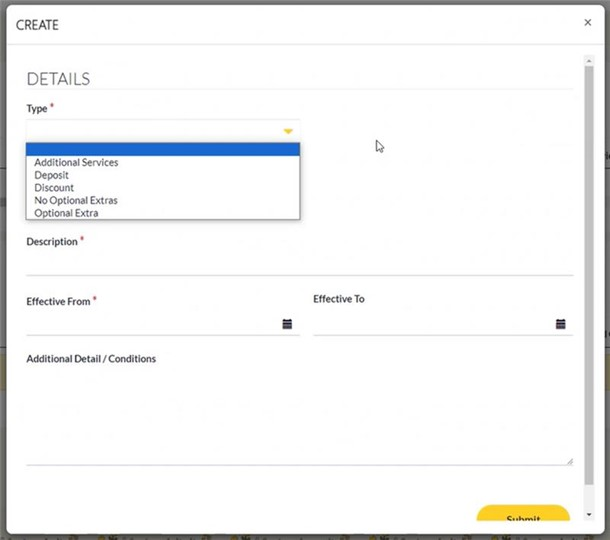 CREATE
×
DETAILS
Type *
Additional Services
Deposit
Discount
No Optional Extras
Optional Extra
Description *
Effective From *
Effective To
Additional Detail / Conditions
Submit